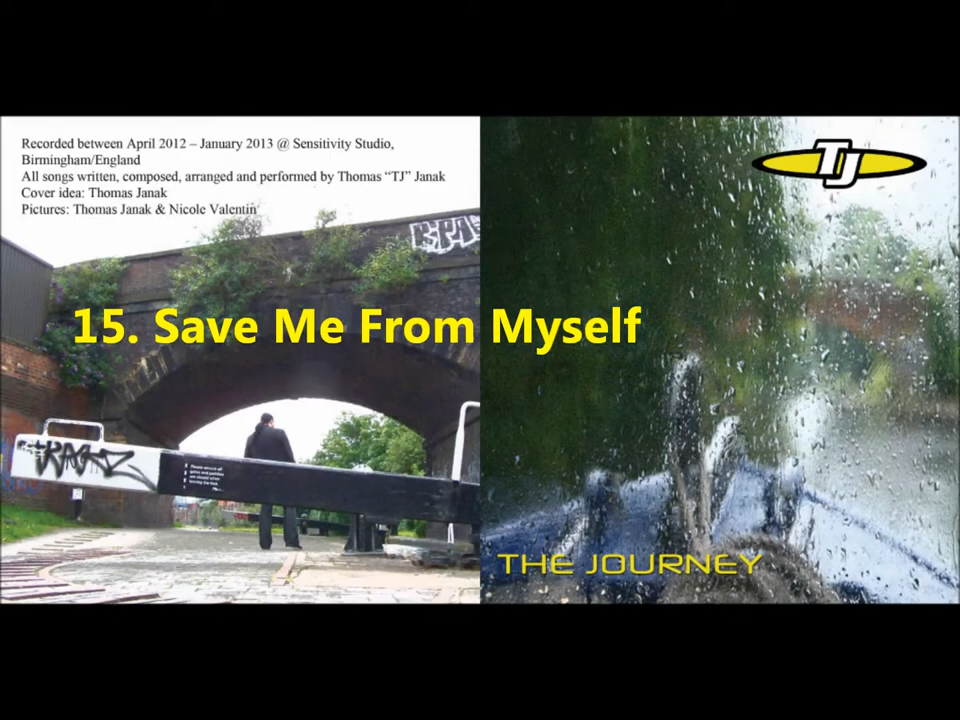 Recorded between April 2012 – January 2013 @ Sensitivity Studio,
Birmingham/England
All songs written, composed, arranged and performed by Thomas “TJ” Janak
Cover idea: Thomas Janak
Pictures: Thomas Janak & Nicole Valentin
TJ
15. Save Me From Myself
THE JOURNEY